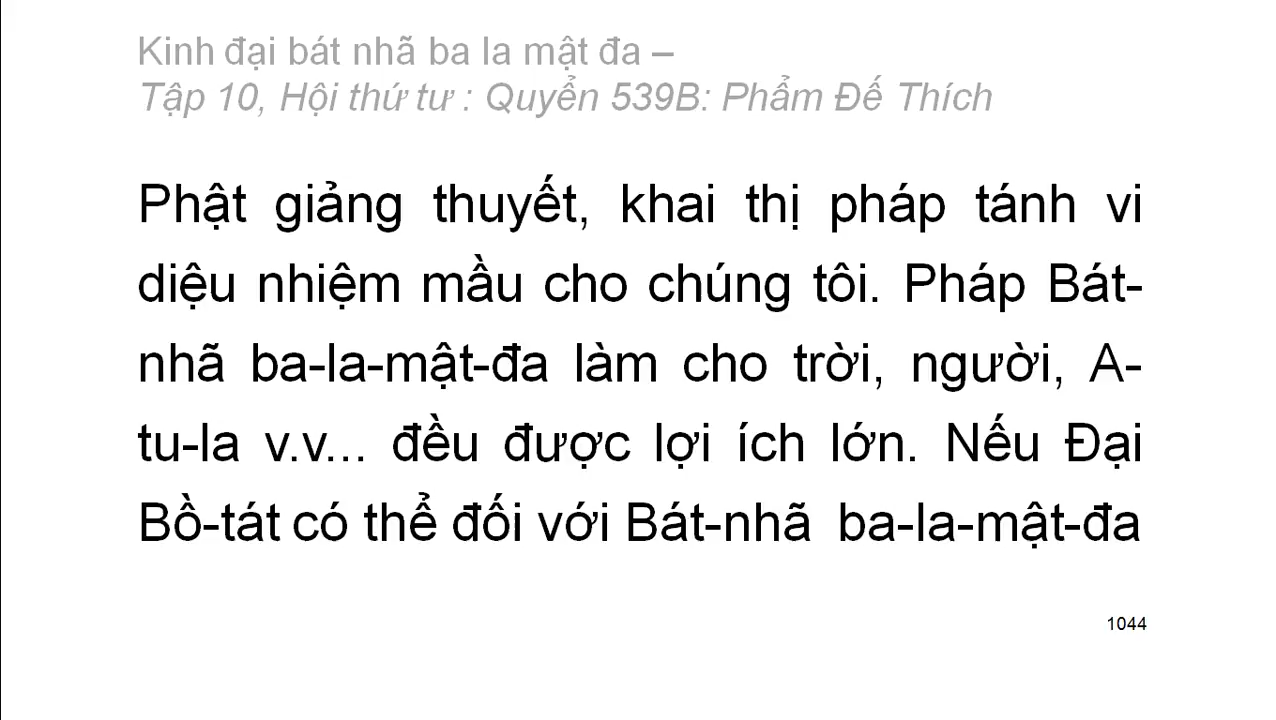 Kinh đại bát nhã ba la mật đa –
Tập 10, Hội thứ tư : Quyển 539B: Phẩm Đế Thích
Phật giảng thuyết, khai thị pháp tánh vi
diệu nhiệm mầu cho chúng tôi. Pháp Bát-
nhã ba-la-mật-đa làm cho trời, người, A-
tu-la v.v... đều được lợi ích lớn. Nếu Đại
Bồ-tát có thể đối với Bát-nhã ba-la-mật-đa
1044